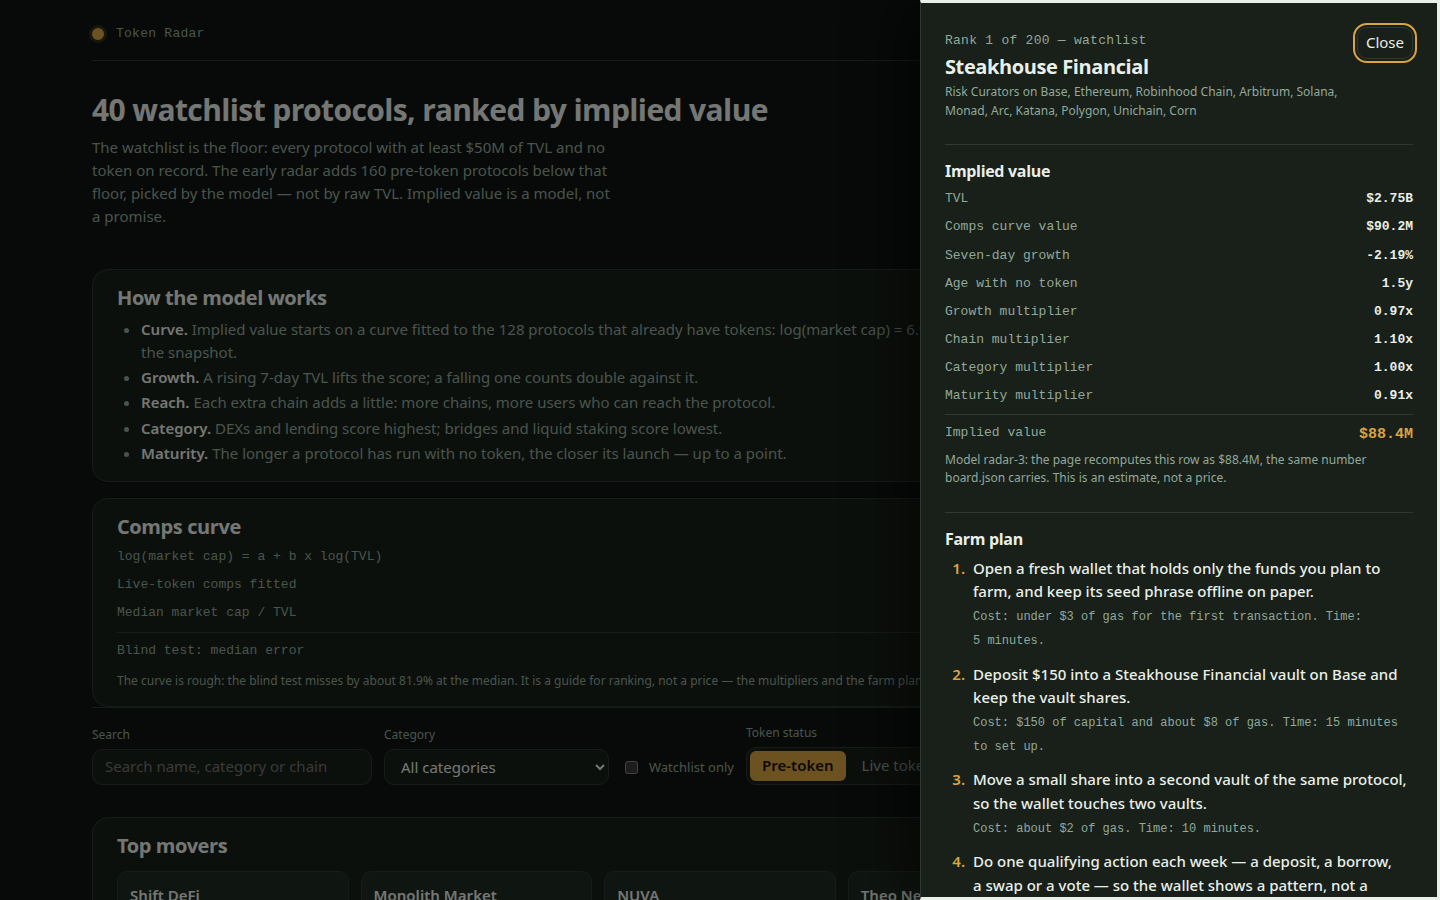 Token Radar
40 watchlist protocols, ranked by implied value
The watchlist is the floor: every protocol with at least $50M of TVL and no
token on record. The early radar adds 160 pre-token protocols below that
floor, picked by the model — not by raw TVL. Implied value is a model, not
a promise.
How the model works
• Curve. Implied value starts on a curve fitted to the 128 protocols that already have tokens: log(market cap) = 6.
the snapshot.
• Growth. A rising 7-day TVL lifts the score; a falling one counts double against it.
• Reach. Each extra chain adds a little: more chains, more users who can reach the protocol.
• Category. DEXs and lending score highest; bridges and liquid staking score lowest.
• Maturity. The longer a protocol has run with no token, the closer its launch — up to a point.
Comps curve
log(market cap) = a + b x log(TVL)
Live-token comps fitted
Median market cap / TVL
Blind test: median error
The curve is rough: the blind test misses by about 81.9% at the median. It is a guide for ranking, not a price — the multipliers and the farm plan
Search
Category
Token status
Search name, category or chain
All categories
Watchlist only
Pre-token
Live toke
Top movers
Shift DeFi
Monolith Market
NUVA
Theo Ne
Rank 1 of 200 — watchlist
Close
Steakhouse Financial
Risk Curators on Base, Ethereum, Robinhood Chain, Arbitrum, Solana,
Monad, Arc, Katana, Polygon, Unichain, Corn
Implied value
TVL $2.75B
Comps curve value $90.2M
Seven-day growth -2.19%
Age with no token 1.5y
Growth multiplier 0.97x
Chain multiplier 1.10x
Category multiplier 1.00x
Maturity multiplier 0.91x
Implied value $88.4M
Model radar-3: the page recomputes this row as $88.4M, the same number
board.json carries. This is an estimate, not a price.
Farm plan
1. Open a fresh wallet that holds only the funds you plan to
farm, and keep its seed phrase offline on paper.
Cost: under $3 of gas for the first transaction. Time:
5 minutes.
2. Deposit $150 into a Steakhouse Financial vault on Base and
keep the vault shares.
Cost: $150 of capital and about $8 of gas. Time: 15 minutes
to set up.
3. Move a small share into a second vault of the same protocol,
so the wallet touches two vaults.
Cost: about $2 of gas. Time: 10 minutes.
4. Do one qualifying action each week — a deposit, a borrow,
a swap or a vote — so the wallet shows a pattern, not a